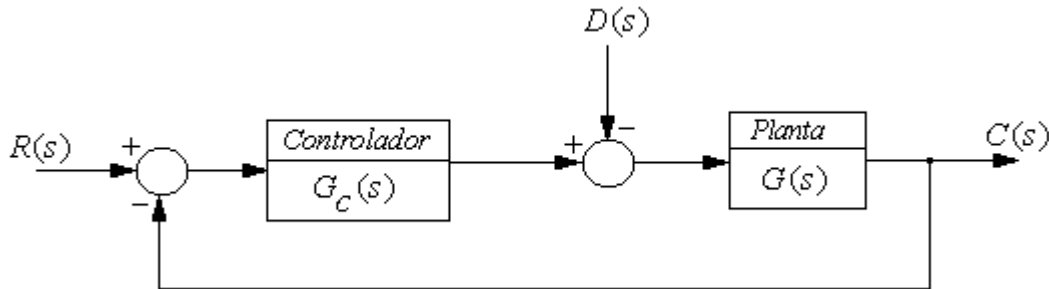 D(s)
R(s)
+
−
Controlador
G_C(s)
+
−
Planta
G(s)
C(s)